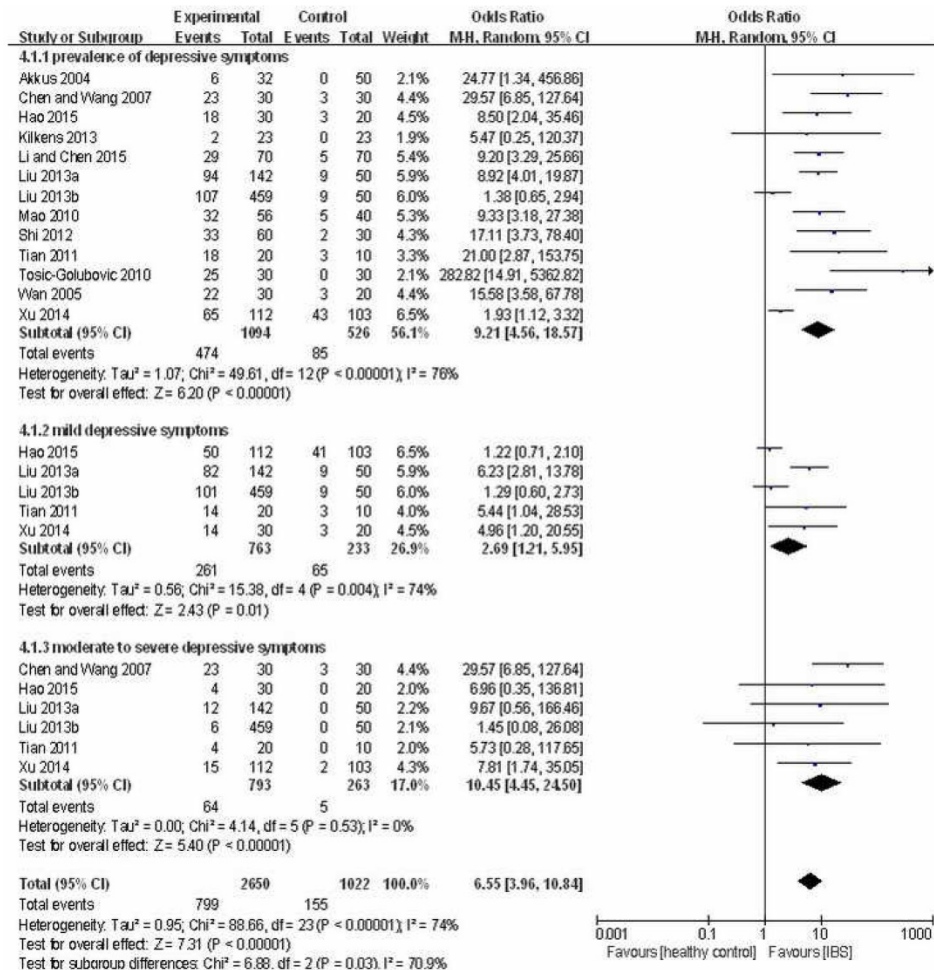 Experimental Control Odds Ratio Odds Ratio
Study or Subgroup Events Total Events Total Weight M-H, Random, 95% CI M-H, Random, 95% CI
4.1.1 prevalence of depressive symptoms
Akkus 2004 6 32 0 50 2.1% 24.77 [1.34, 456.86]
Chen and Wang 2007 23 30 3 30 4.4% 29.57 [6.85, 127.64]
Hao 2015 18 30 3 20 4.5% 8.50 [2.04, 35.46]
Kilkens 2013 2 23 0 23 1.9% 5.47 [0.25, 120.37]
Li and Chen 2015 29 70 5 70 5.4% 9.20 [3.29, 25.66]
Liu 2013a 94 142 9 50 5.9% 8.92 [4.01, 19.87]
Liu 2013b 107 459 9 50 6.0% 1.38 [0.65, 2.94]
Mao 2010 32 56 5 40 5.3% 9.33 [3.18, 27.38]
Shi 2012 33 60 2 30 4.3% 17.11 [3.73, 78.40]
Tian 2011 18 20 3 10 3.3% 21.00 [2.87, 153.75]
Tosic-Golubovic 2010 25 30 0 30 2.1% 282.82 [14.91, 5362.82]
Wan 2005 22 30 3 20 4.4% 15.58 [3.58, 67.78]
Xu 2014 65 112 43 103 6.5% 1.93 [1.12, 3.32]
Subtotal (95% CI) 1094 526 56.1% 9.21 [4.56, 18.57]
Total events 474 85
Heterogeneity: Tau² = 1.07; Chi² = 49.61, df = 12 (P < 0.00001); I² = 76%
Test for overall effect: Z = 6.20 (P < 0.00001)
4.1.2 mild depressive symptoms
Hao 2015 50 112 41 103 6.5% 1.22 [0.71, 2.10]
Liu 2013a 82 142 9 50 5.9% 6.23 [2.81, 13.78]
Liu 2013b 101 459 9 50 6.0% 1.29 [0.60, 2.73]
Tian 2011 14 20 3 10 4.0% 5.44 [1.04, 28.53]
Xu 2014 14 30 3 20 4.5% 4.96 [1.20, 20.55]
Subtotal (95% CI) 763 233 26.9% 2.69 [1.21, 5.95]
Total events 261 65
Heterogeneity: Tau² = 0.56; Chi² = 15.38, df = 4 (P = 0.004); I² = 74%
Test for overall effect: Z = 2.43 (P = 0.01)
4.1.3 moderate to severe depressive symptoms
Chen and Wang 2007 23 30 3 30 4.4% 29.57 [6.85, 127.64]
Hao 2015 4 30 0 20 2.0% 6.96 [0.35, 136.81]
Liu 2013a 12 142 0 50 2.2% 9.67 [0.56, 166.46]
Liu 2013b 6 459 0 50 2.1% 1.45 [0.08, 26.08]
Tian 2011 4 20 0 10 2.0% 5.73 [0.28, 117.65]
Xu 2014 15 112 2 103 4.3% 7.81 [1.74, 35.05]
Subtotal (95% CI) 793 263 17.0% 10.45 [4.45, 24.50]
Total events 64 5
Heterogeneity: Tau² = 0.00; Chi² = 4.14, df = 5 (P = 0.53); I² = 0%
Test for overall effect: Z = 5.40 (P < 0.00001)
Total (95% CI) 2650 1022 100.0% 6.55 [3.96, 10.84]
Total events 799 155
Heterogeneity: Tau² = 0.95; Chi² = 88.66, df = 23 (P < 0.00001); I² = 74%
Test for overall effect: Z = 7.31 (P < 0.00001)
Test for subgroup differences: Chi² = 6.88, df = 2 (P = 0.03), I² = 70.9%
0.001 0.1 1 10 1000
Favours [healthy control] Favours [IBS]